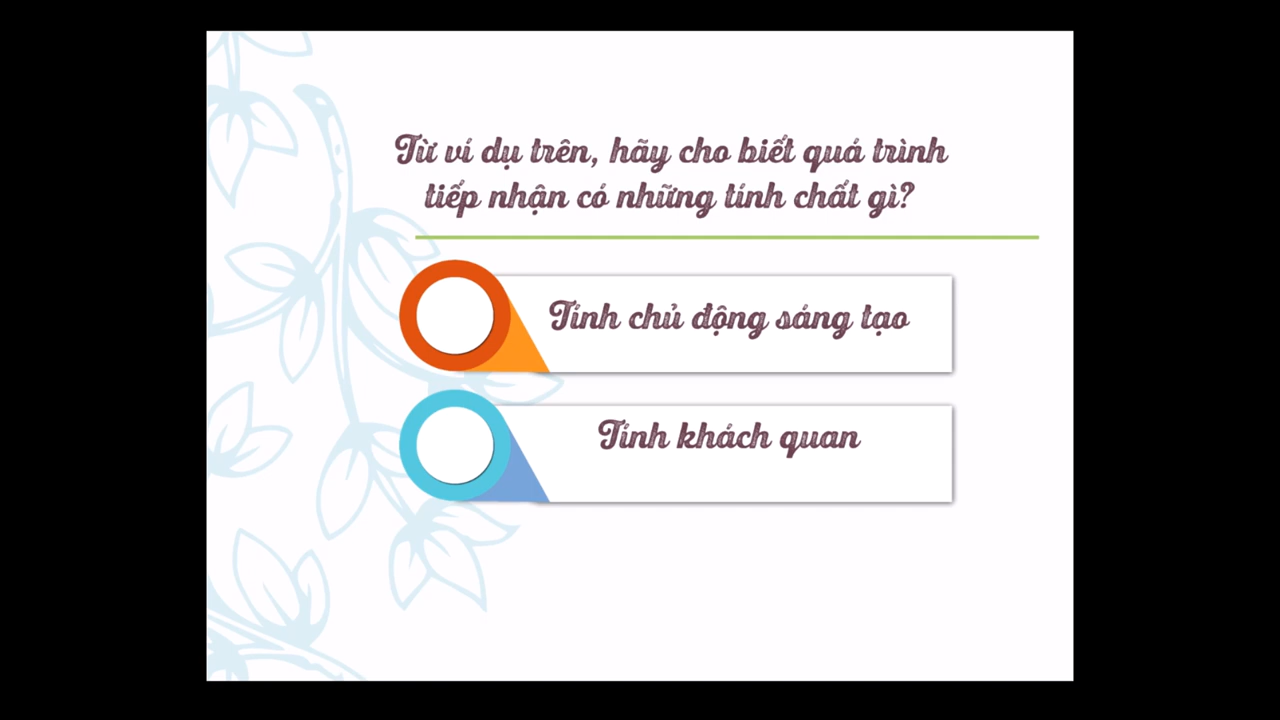 Từ ví dụ trên, hãy cho biết quá trình
tiếp nhận có những tính chất gì?
Tính chủ động sáng tạo
Tính khách quan